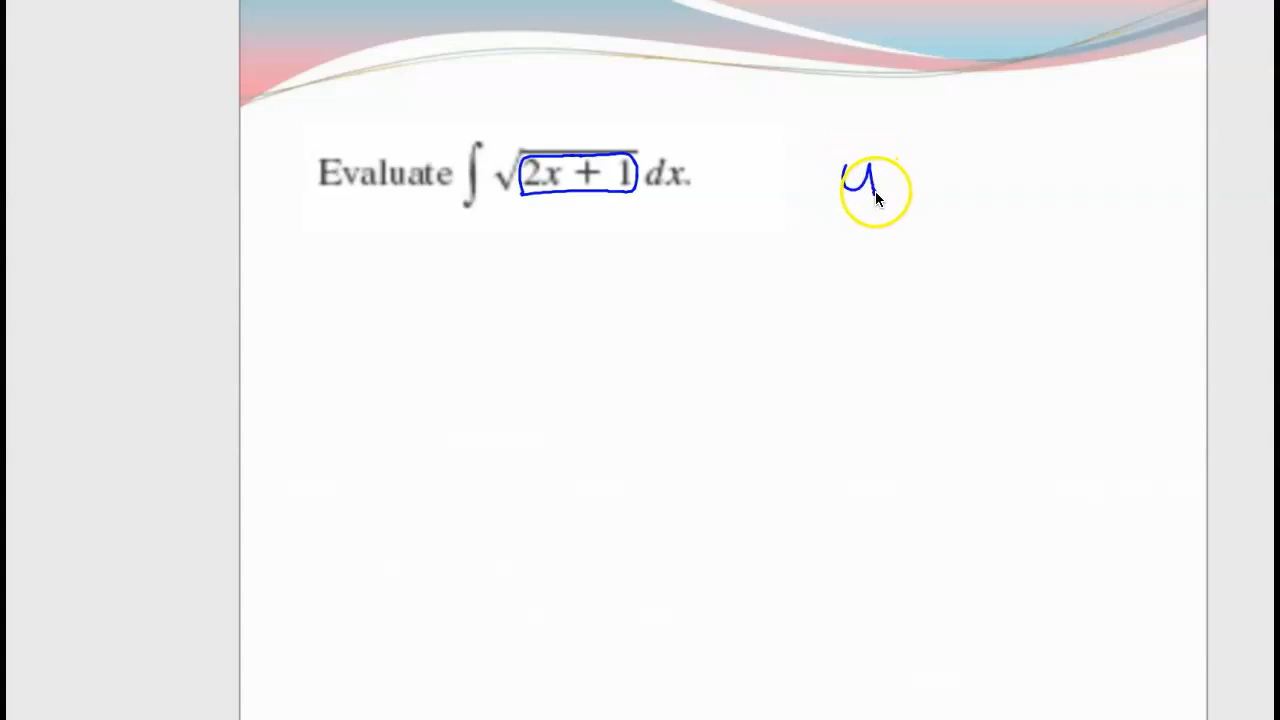 Evaluate ∫ √2x + 1 dx. u